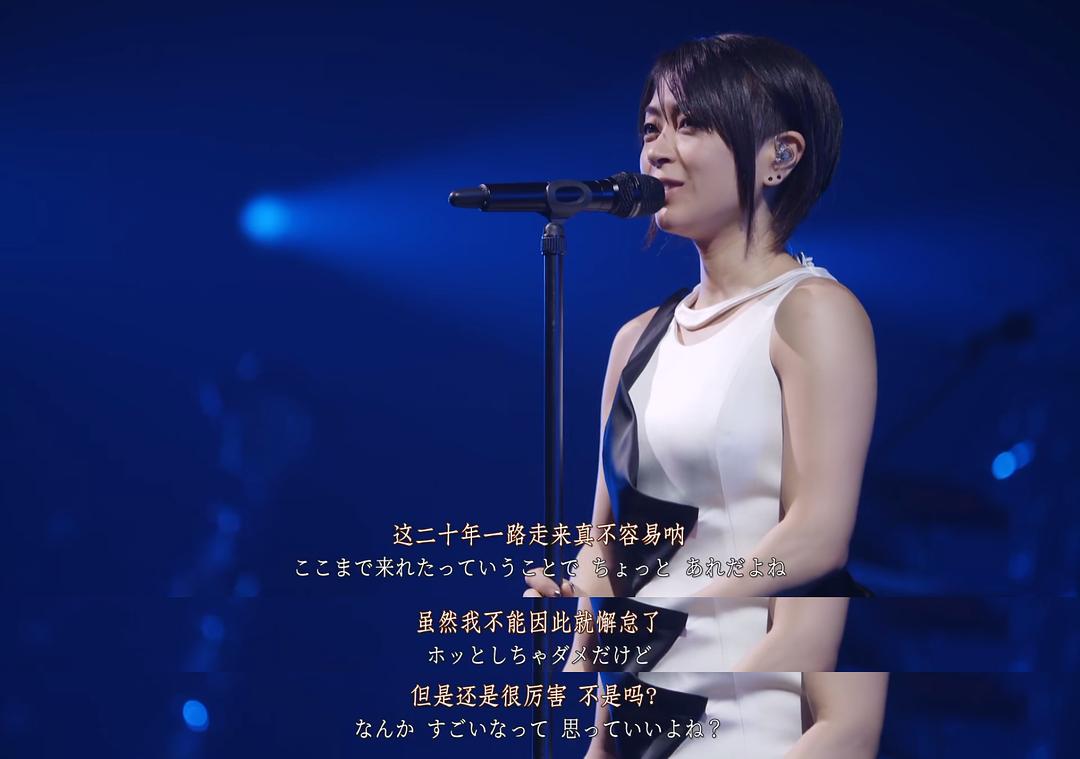 这二十年一路走来真不容易呐
ここまで来れたっていうことで ちょっと あれだよね
虽然我不能因此就懈怠了
ホッとしちゃダメだけど
但是还是很厉害 不是吗?
なんか すごいなって 思っていいよね?